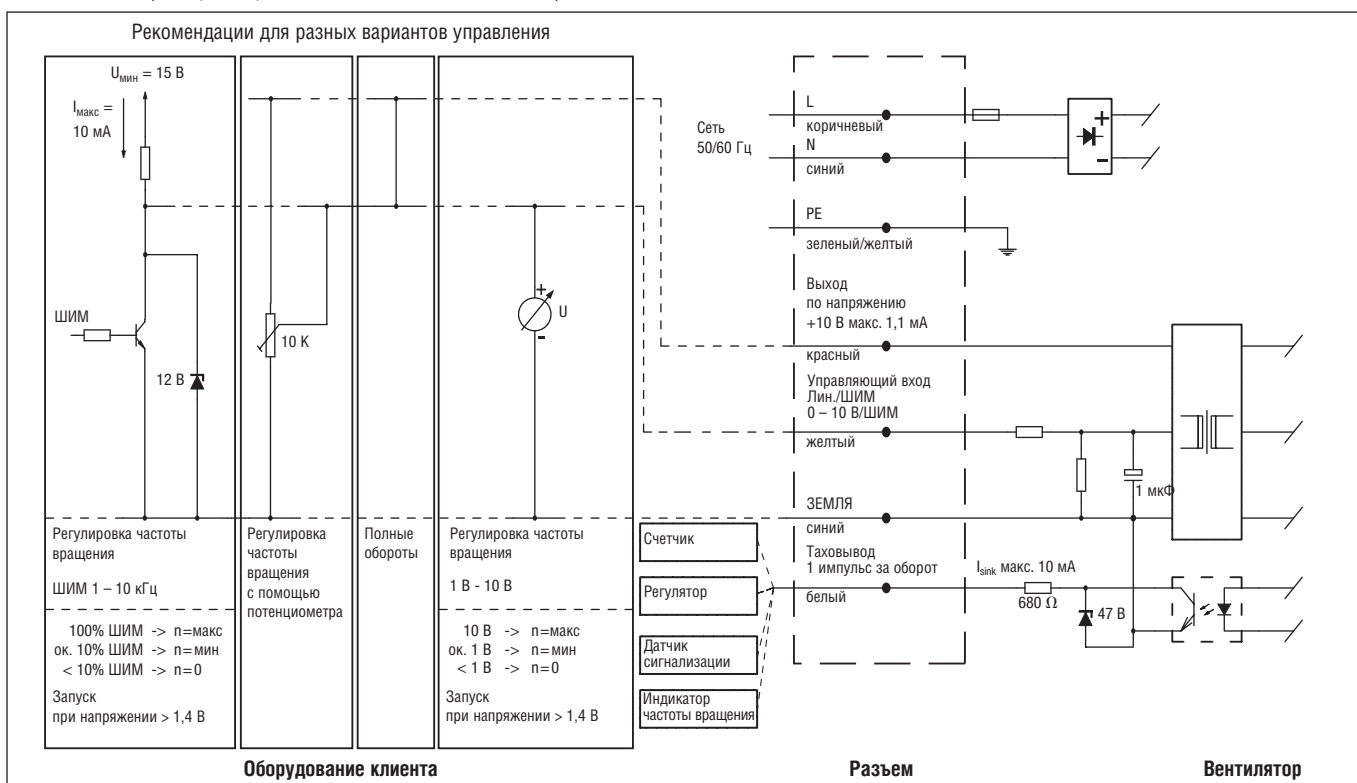 Рекомендации для разных вариантов управления
Uмин = 15 В
Iмакс =
10 мА
ШИМ
12 В
10 K
+
U
-
Регулировка частоты
вращения
ШИМ 1 – 10 кГц
100% ШИМ -> n=макс
ок. 10% ШИМ -> n=мин
< 10% ШИМ -> n=0
Запуск
при напряжении > 1,4 В
Регулировка
частоты
вращения
с помощью
потенциометра
Полные
обороты
Регулировка частоты
вращения
1 В - 10 В
10 В -> n=макс
ок. 1 В -> n=мин
< 1 В -> n=0
Запуск
при напряжении > 1,4 В
Счетчик
Регулятор
Датчик
сигнализации
Индикатор
частоты вращения
Сеть
50/60 Гц
L
коричневый
N
синий
PE
зеленый/желтый
Выход
по напряжению
+10 В макс. 1,1 мА
красный
Управляющий вход
Лин./ШИМ
0 – 10 В/ШИМ
желтый
ЗЕМЛЯ
синий
Таховывод
1 импульс за оборот
белый
+
-
1 мкФ
Isink макс. 10 мА
680 Ω
47 В
Оборудование клиента
Разъем
Вентилятор